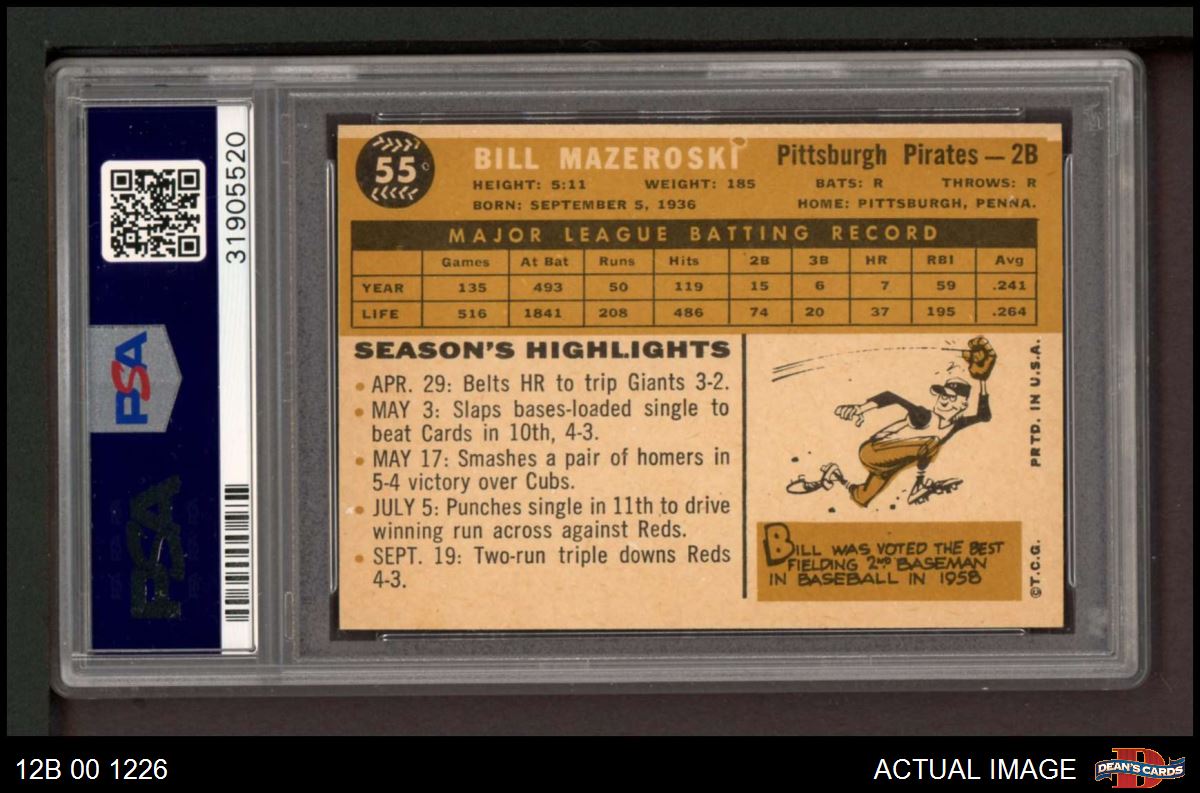 31905520
PSA
PSA
55
BILL MAZEROSKI
Pittsburgh Pirates — 2B
HEIGHT: 5:11 WEIGHT: 185 BATS: R THROWS: R
BORN: SEPTEMBER 5, 1936 HOME: PITTSBURGH, PENNA.
MAJOR LEAGUE BATTING RECORD
Games At Bat Runs Hits 2B 3B HR RBI Avg
YEAR 135 493 50 119 15 6 7 59 .241
LIFE 516 1841 208 486 74 20 37 195 .264
SEASON'S HIGHLIGHTS
• APR. 29: Belts HR to trip Giants 3-2.
• MAY 3: Slaps bases-loaded single to
beat Cards in 10th, 4-3.
• MAY 17: Smashes a pair of homers in
5-4 victory over Cubs.
• JULY 5: Punches single in 11th to drive
winning run across against Reds.
• SEPT. 19: Two-run triple downs Reds
4-3.
BILL WAS VOTED THE BEST
FIELDING 2ND BASEMAN
IN BASEBALL IN 1958
©T.C.G. PRTD. IN U.S.A.
12B 00 1226
ACTUAL IMAGE
DEAN'S CARDS